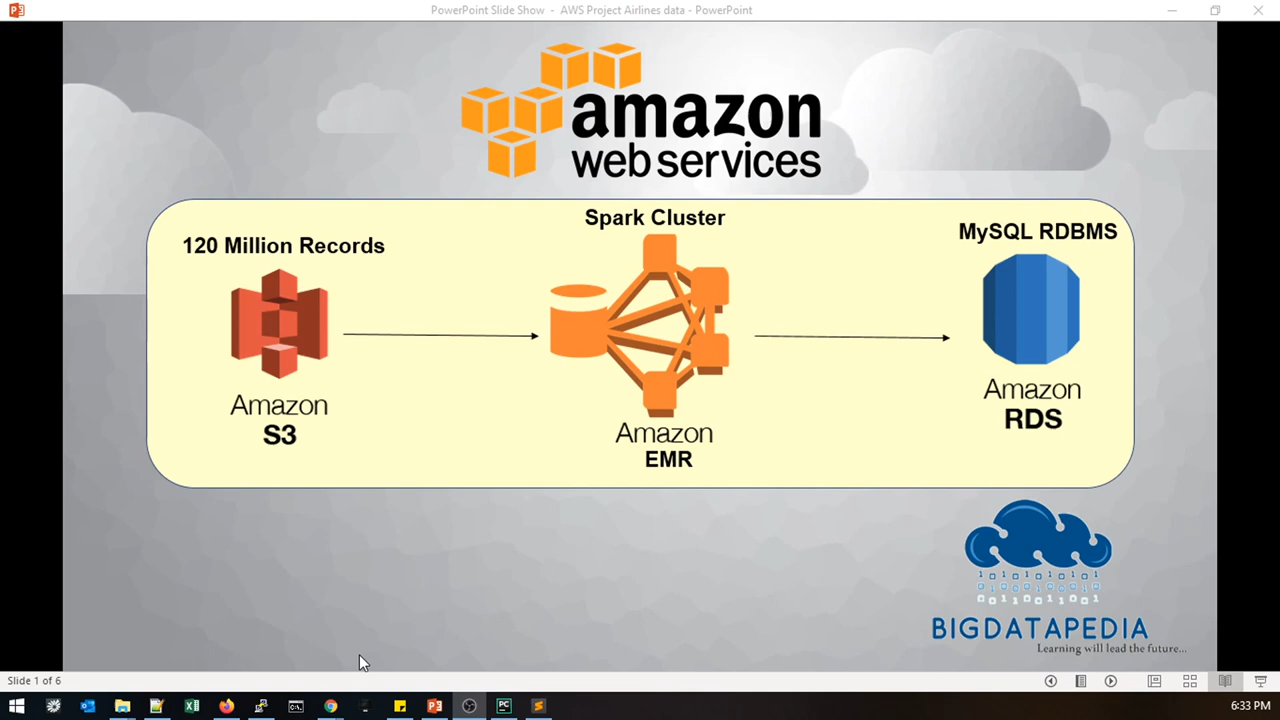 PowerPoint Slide Show - AWS Project Airlines data - PowerPoint
amazon
web services
Spark Cluster
120 Million Records
MySQL RDBMS
Amazon
S3
Amazon
EMR
Amazon
RDS
BIGDATAPEDIA
Learning will lead the future...
Slide 1 of 6
6:33 PM